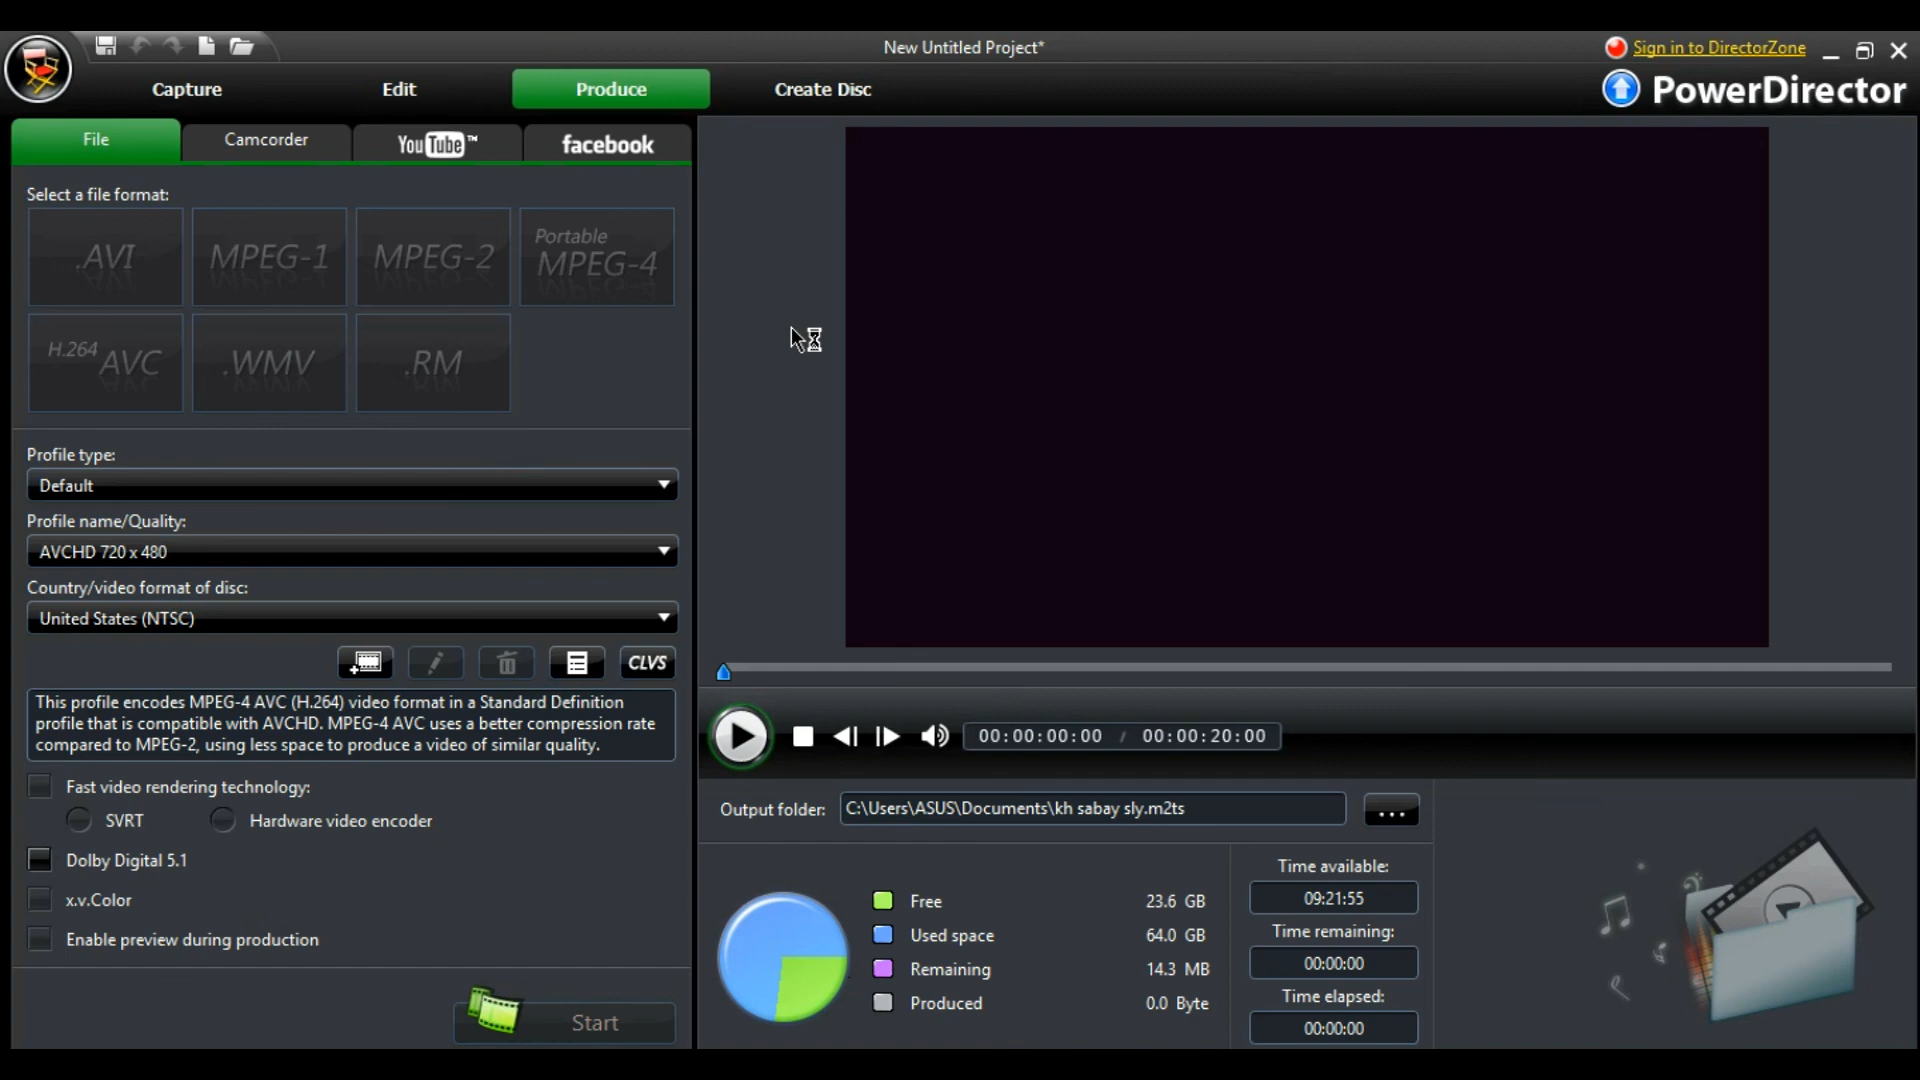 New Untitled Project*
Sign in to DirectorZone
Capture
Edit
Produce
Create Disc
PowerDirector
File
Camcorder
YouTube™
facebook
Select a file format:
.AVI
MPEG-1
MPEG-2
Portable
MPEG-4
H.264 AVC
.WMV
.RM
Profile type:
Default
Profile name/Quality:
AVCHD 720 x 480
Country/video format of disc:
United States (NTSC)
CLVS
This profile encodes MPEG-4 AVC (H.264) video format in a Standard Definition
profile that is compatible with AVCHD. MPEG-4 AVC uses a better compression rate
compared to MPEG-2, using less space to produce a video of similar quality.
Fast video rendering technology:
SVRT
Hardware video encoder
Dolby Digital 5.1
x.v.Color
Enable preview during production
Start
00:00:00:00 / 00:00:20:00
Output folder:
C:\Users\ASUS\Documents\kh sabay sly.m2ts
...
Free 23.6 GB
Used space 64.0 GB
Remaining 14.3 MB
Produced 0.0 Byte
Time available:
09:21:55
Time remaining:
00:00:00
Time elapsed:
00:00:00